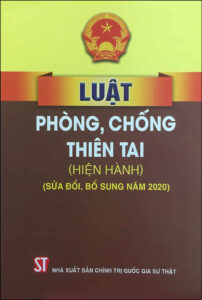 LUẬT
PHÒNG, CHỐNG
THIÊN TAI
(HIỆN HÀNH)
(SỬA ĐỔI, BỔ SUNG NĂM 2020)
ST NHÀ XUẤT BẢN CHÍNH TRỊ QUỐC GIA SỰ THẬT